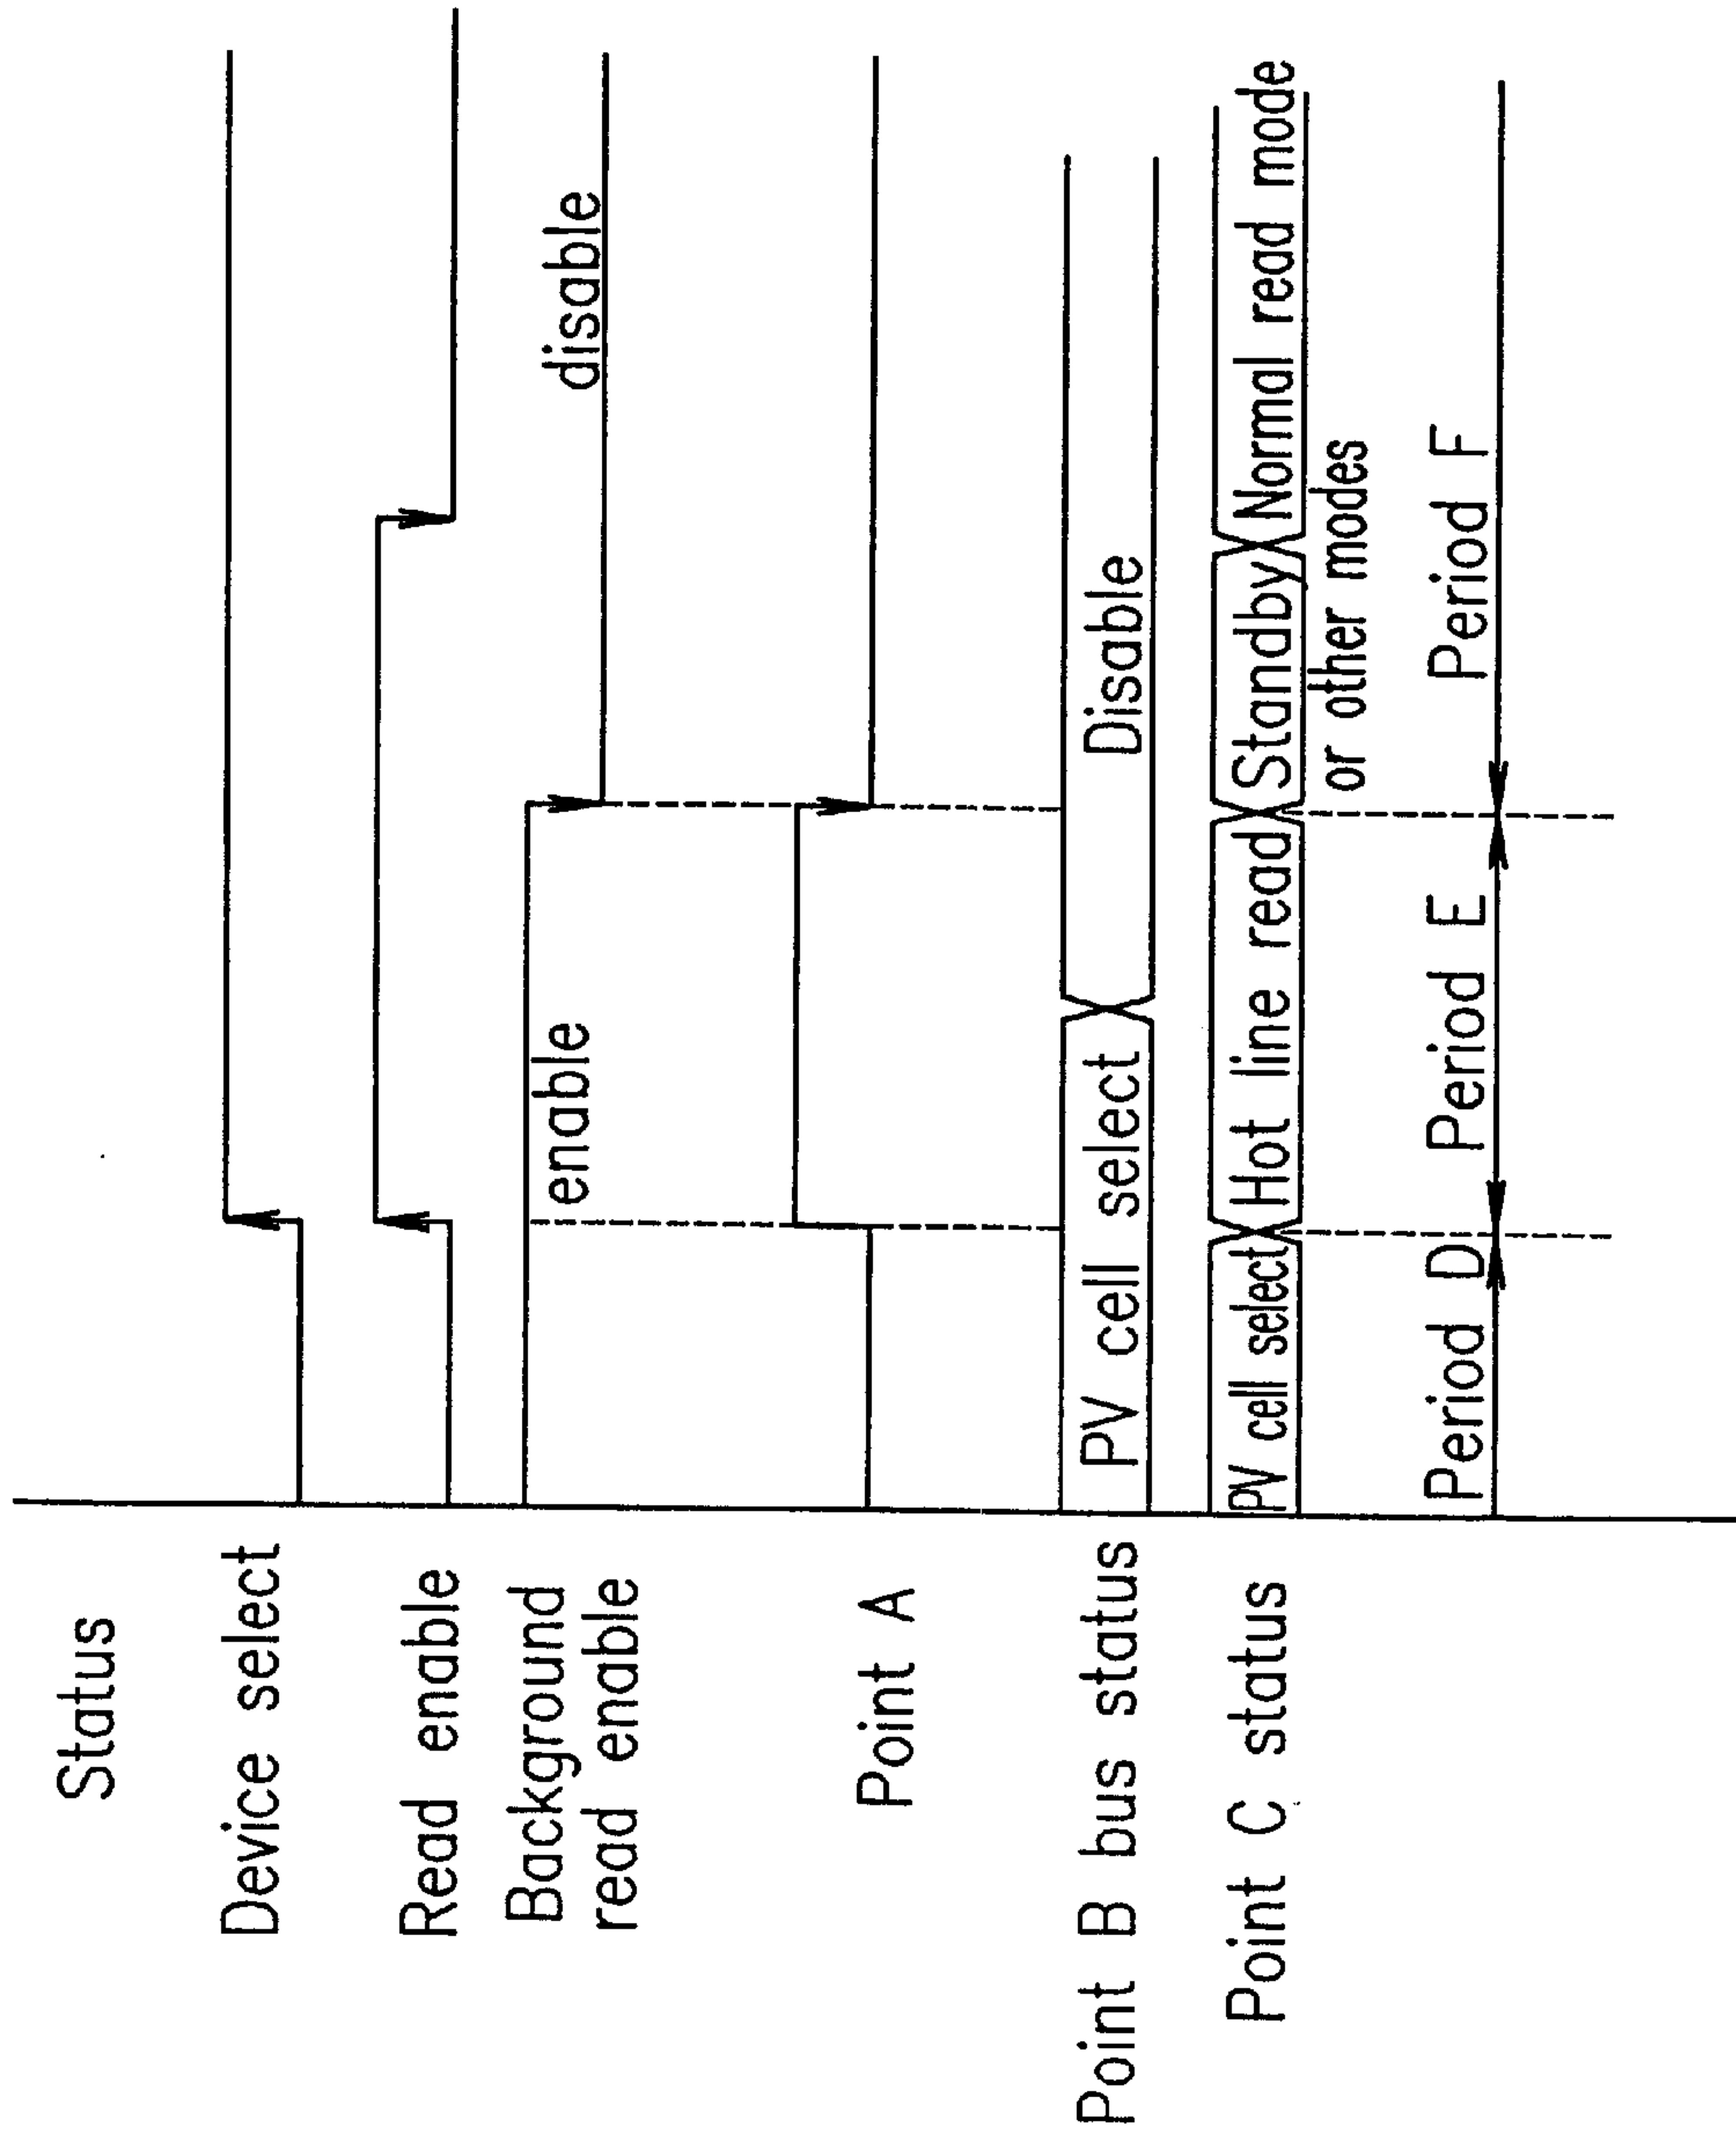 Status
Device select
Read enable
Background
read enable
enable
disable
Point A
Point B bus status
PV cell select
Disable
Point C status
PV cell select
Hot line read
Standby
Normal read mode
or other modes
Period D
Period E
Period F